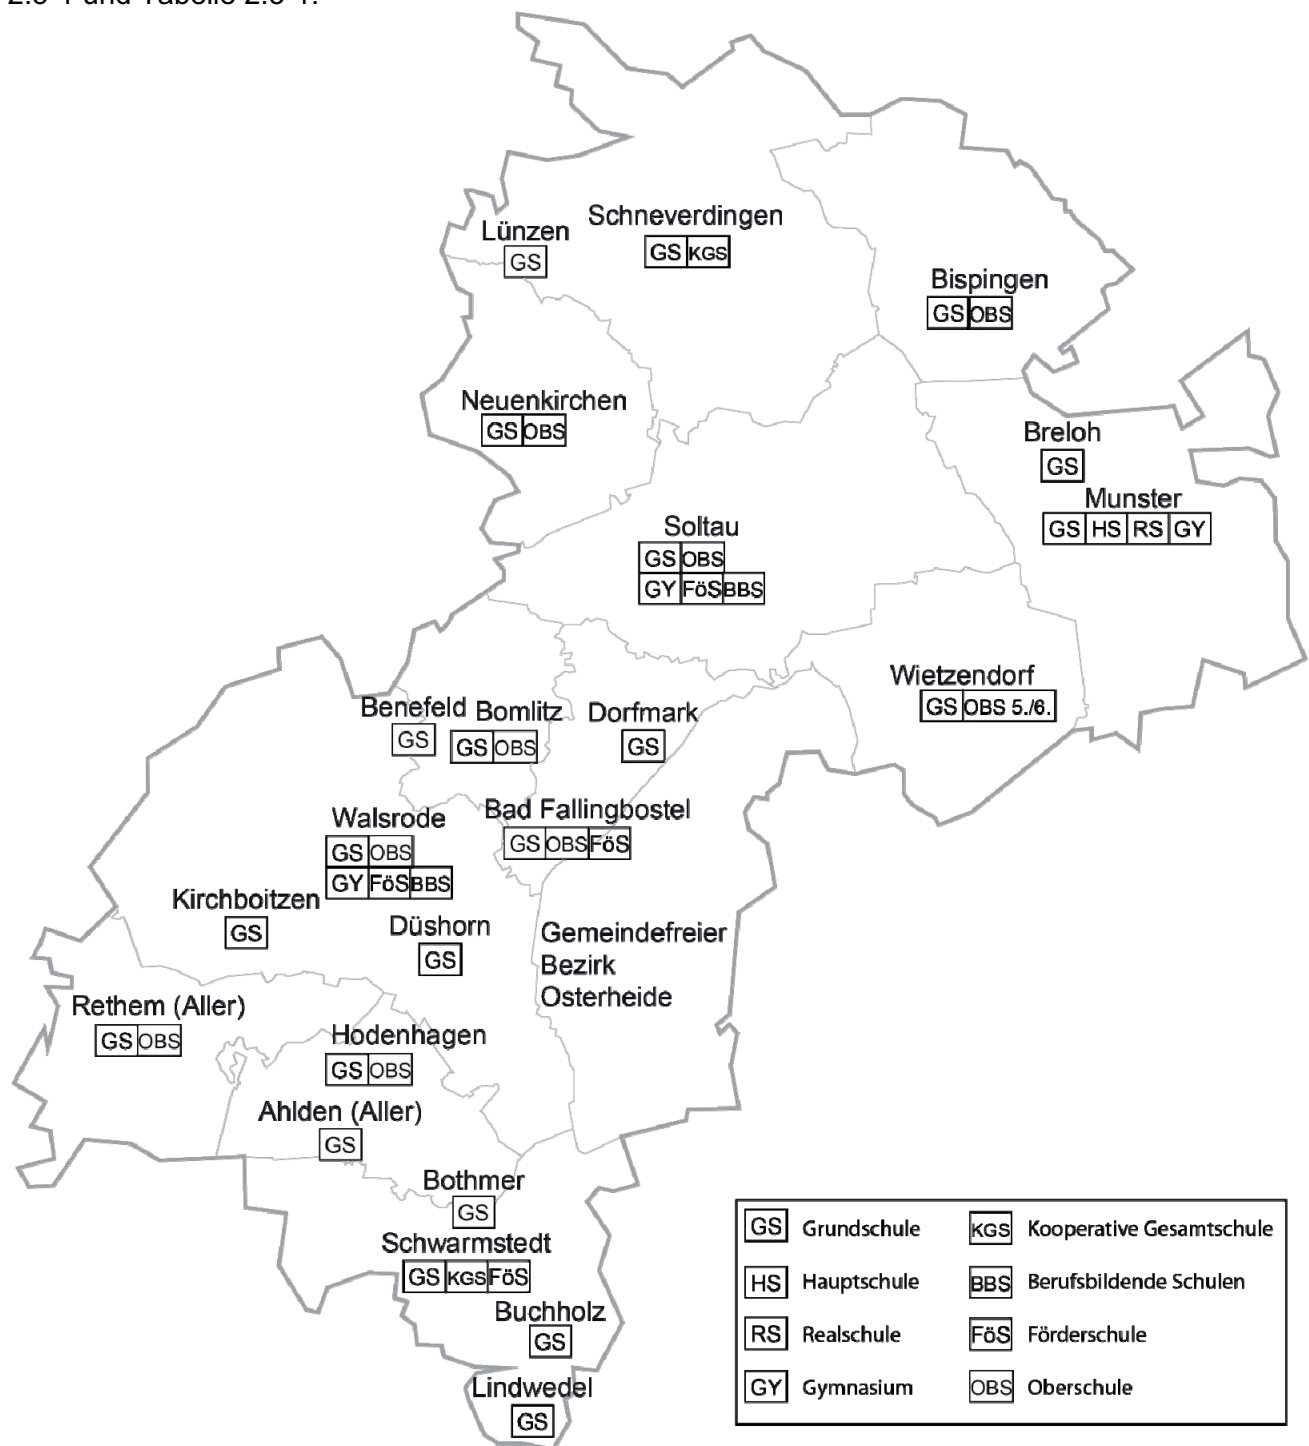 2.3-1 und Tabelle 2.3-1.
Schneverdingen
GS KGS
Lünzen
GS
Bispingen
GS OBS
Neuenkirchen
GS OBS
Breloh
GS
Munster
GS HS RS GY
Soltau
GS OBS
GY FöS BBS
Wietzendorf
GS OBS 5./6.
Benefeld
GS
Bomlitz
GS OBS
Dorfmark
GS
Bad Fallingbostel
GS OBS FöS
Walsrode
GS OBS
GY FöS BBS
Kirchboitzen
GS
Düshorn
GS
Gemeindefreier
Bezirk
Osterheide
Rethem (Aller)
GS OBS
Hodenhagen
GS OBS
Ahlden (Aller)
GS
Bothmer
GS
Schwarmstedt
GS KGS FöS
Buchholz
GS
Lindwedel
GS
GS Grundschule
HS Hauptschule
RS Realschule
GY Gymnasium
KGS Kooperative Gesamtschule
BBS Berufsbildende Schulen
FöS Förderschule
OBS Oberschule